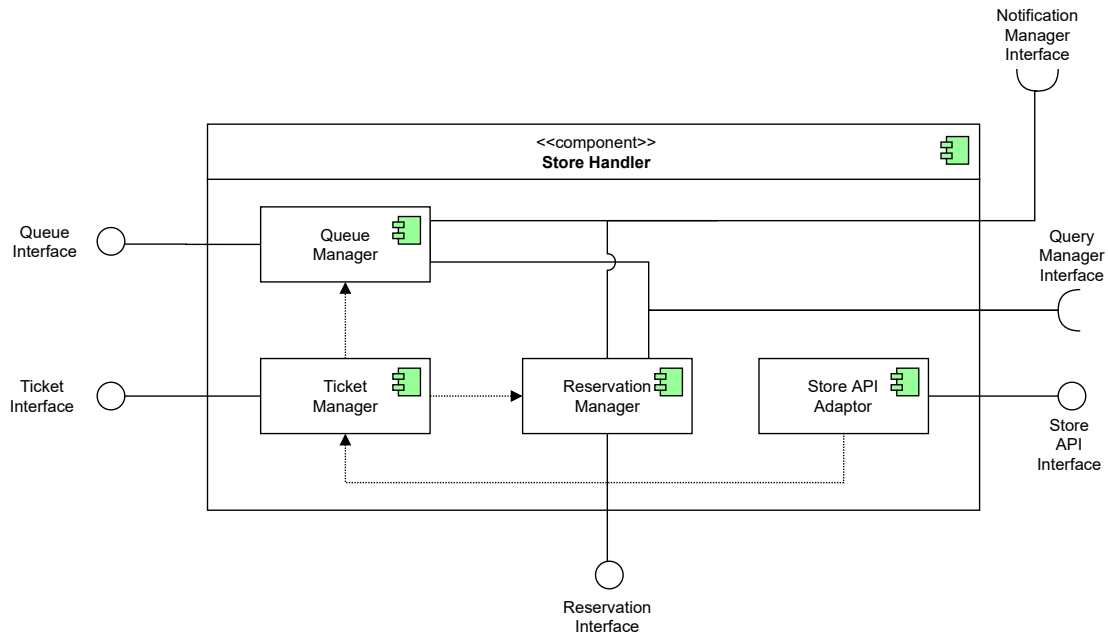 Notification
Manager
Interface
<<component>>
Store Handler
Queue
Interface
Queue
Manager
Query
Manager
Interface
Ticket
Interface
Ticket
Manager
Reservation
Manager
Store API
Adaptor
Store
API
Interface
Reservation
Interface